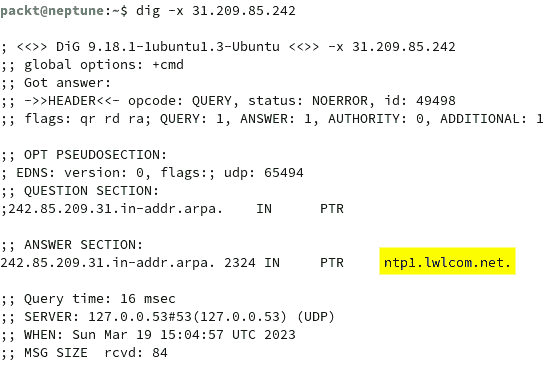 packt@neptune:~$ dig -x 31.209.85.242
; <<>> DiG 9.18.1-1ubuntu1.3-Ubuntu <<>> -x 31.209.85.242
;; global options: +cmd
;; Got answer:
;; ->>HEADER<<- opcode: QUERY, status: NOERROR, id: 49498
;; flags: qr rd ra; QUERY: 1, ANSWER: 1, AUTHORITY: 0, ADDITIONAL: 1
;; OPT PSEUDOSECTION:
; EDNS: version: 0, flags:; udp: 65494
;; QUESTION SECTION:
;242.85.209.31.in-addr.arpa. IN PTR
;; ANSWER SECTION:
242.85.209.31.in-addr.arpa. 2324 IN PTR ntp1.lwlcom.net.
;; Query time: 16 msec
;; SERVER: 127.0.0.53#53(127.0.0.53) (UDP)
;; WHEN: Sun Mar 19 15:04:57 UTC 2023
;; MSG SIZE rcvd: 84